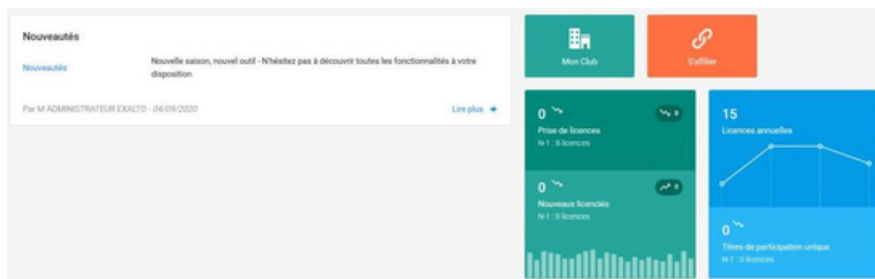 Nouveautés
Nouveautés
Nouvelle saison, nouvel outil - N'hésitez pas à découvrir toutes les fonctionnalités à votre
disposition
Par M ADMINISTRATEUR EXALTO - 04/09/2020
Lire plus
Mon Club
S'affilier
0
Prise de licences
N-1 : 6 licences
0
Nouveaux licenciés
N-1 : 0 licences
15
Licences annuelles
0
Titres de participation unique
N-1 : 0 licences